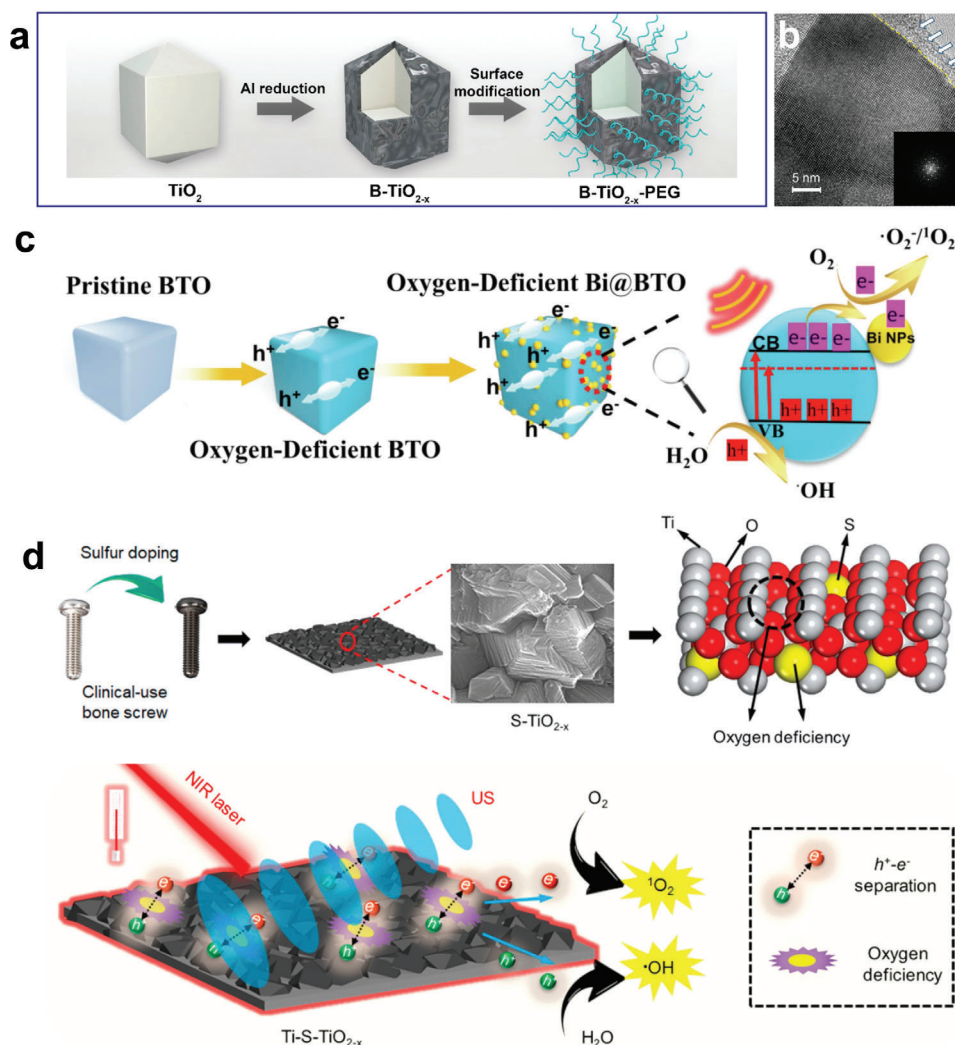 a
Al reduction
Surface
modification
TiO2
B-TiO2-x
B-TiO2-x-PEG
b
5 nm
c
Pristine BTO
Oxygen-Deficient Bi@BTO
e-
h+
h+
e-
Oxygen-Deficient BTO
e-
h+
e-
h+
e-
h+
e-
·O2-/1O2
O2
e-
e-
Bi NPs
CB
e- e- e-
h+ h+ h+
VB
H2O
h+
·OH
d
Sulfur doping
Clinical-use
bone screw
S-TiO2-x
Ti
O
S
Oxygen deficiency
NIR laser
US
O2
1O2
·OH
H2O
e-
h+
e-
h+
e-
h+
e-
h+
e-
h+
e- e-
h+ h+
Ti-S-TiO2-x
e-
h+
h+-e-
separation
Oxygen
deficiency